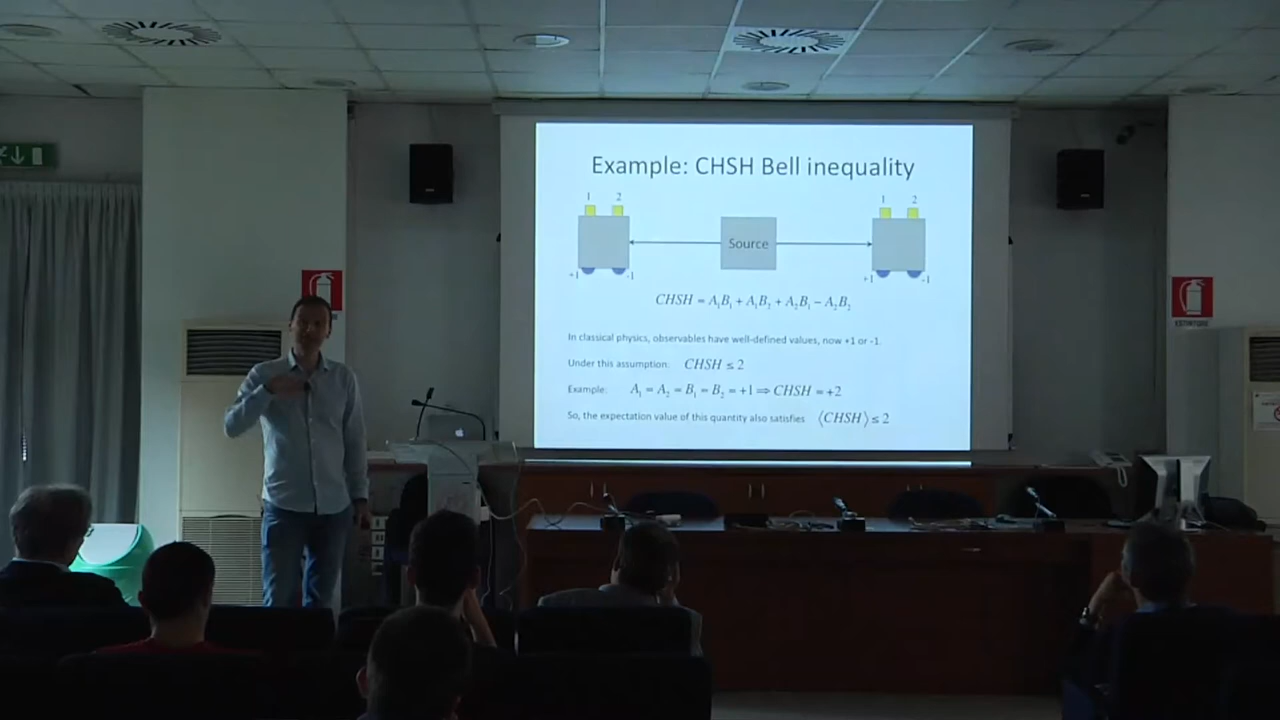 Example: CHSH Bell inequality
1 2
1 2
Source
+1 -1
+1 -1
CHSH = A₁B₁ + A₁B₂ + A₂B₁ − A₂B₂
In classical physics, observables have well-defined values, now +1 or -1.
Under this assumption: CHSH ≤ 2
Example: A₁ = A₂ = B₁ = B₂ = +1 ⇒ CHSH = +2
So, the expectation value of this quantity also satisfies ⟨CHSH⟩ ≤ 2
ESTINTORE